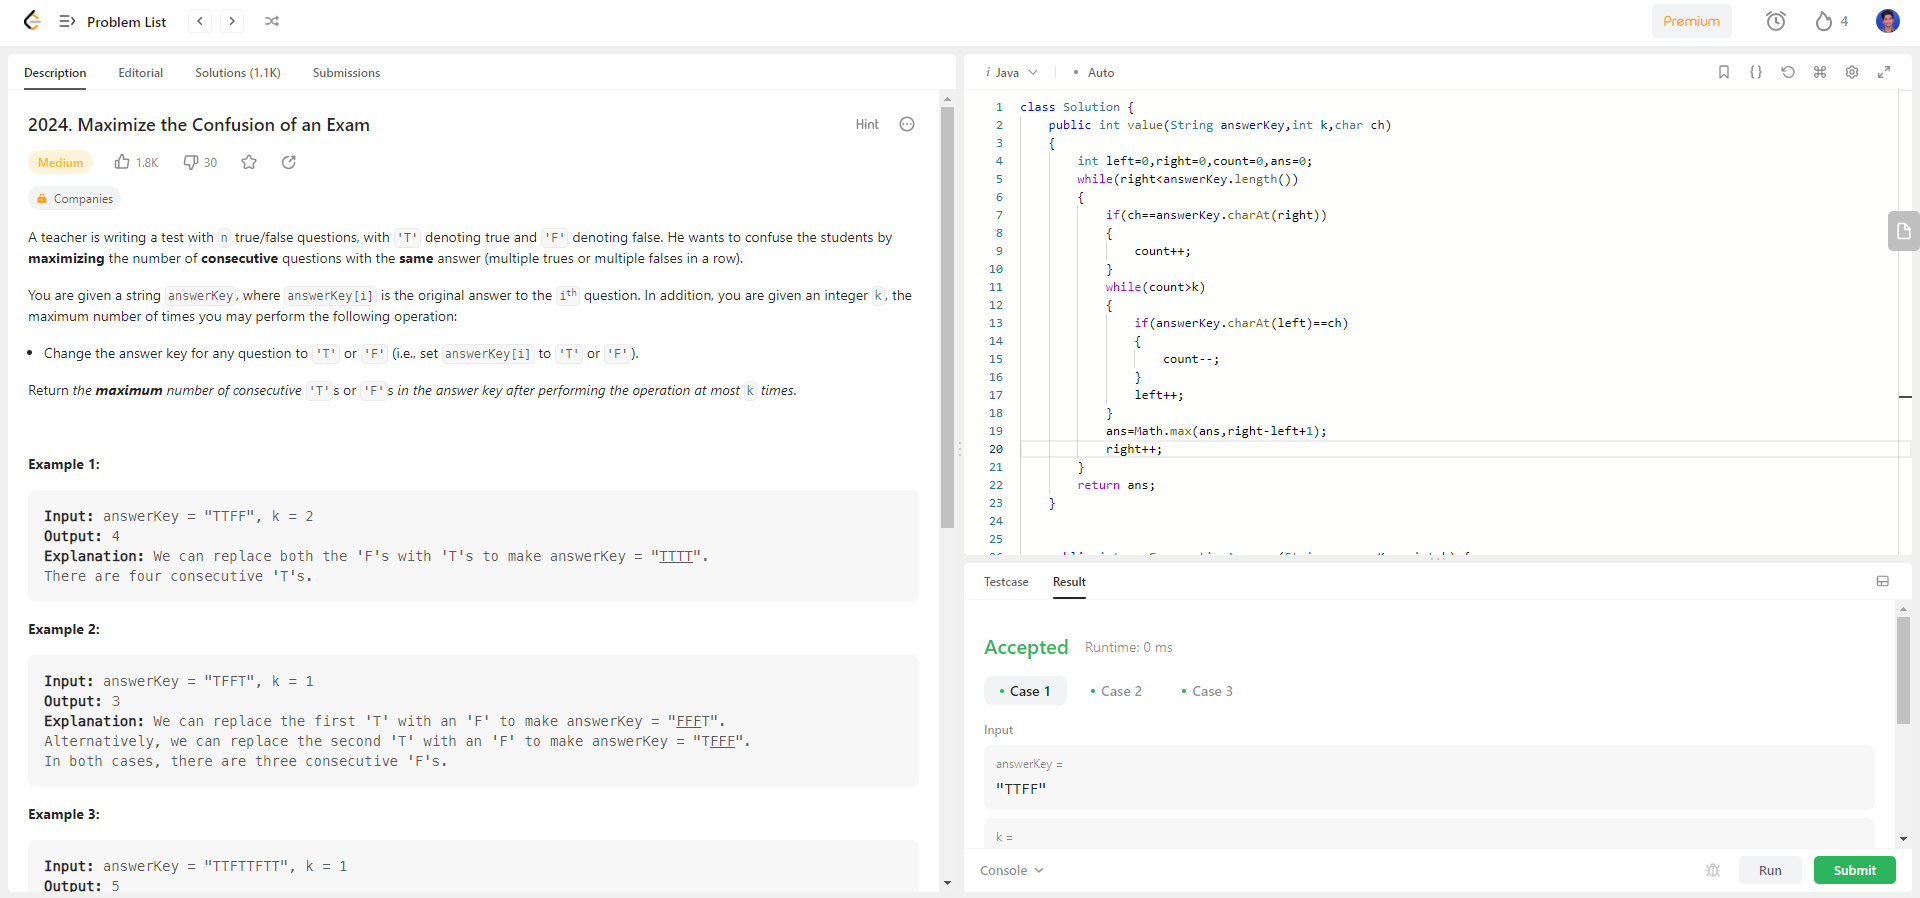 Problem List
Premium
4
Description
Editorial
Solutions (1.1K)
Submissions
2024. Maximize the Confusion of an Exam
Hint
Medium
1.8K
30
Companies
A teacher is writing a test with n true/false questions, with 'T' denoting true and 'F' denoting false. He wants to confuse the students by
maximizing the number of consecutive questions with the same answer (multiple trues or multiple falses in a row).
You are given a string answerKey, where answerKey[i] is the original answer to the ith question. In addition, you are given an integer k, the
maximum number of times you may perform the following operation:
• Change the answer key for any question to 'T' or 'F' (i.e., set answerKey[i] to 'T' or 'F').
Return the maximum number of consecutive 'T's or 'F's in the answer key after performing the operation at most k times.
Example 1:
Input: answerKey = "TTFF", k = 2
Output: 4
Explanation: We can replace both the 'F's with 'T's to make answerKey = "TTTT".
There are four consecutive 'T's.
Example 2:
Input: answerKey = "TFFT", k = 1
Output: 3
Explanation: We can replace the first 'T' with an 'F' to make answerKey = "FFFT".
Alternatively, we can replace the second 'T' with an 'F' to make answerKey = "TFFF".
In both cases, there are three consecutive 'F's.
Example 3:
Input: answerKey = "TTFTTFTT", k = 1
Output: 5
i Java
• Auto
1 class Solution {
2 public int value(String answerKey,int k,char ch)
3 {
4 int left=0,right=0,count=0,ans=0;
5 while(right<answerKey.length())
6 {
7 if(ch==answerKey.charAt(right))
8 {
9 count++;
10 }
11 while(count>k)
12 {
13 if(answerKey.charAt(left)==ch)
14 {
15 count--;
16 }
17 left++;
18 }
19 ans=Math.max(ans,right-left+1);
20 right++;
21 }
22 return ans;
23 }
24
25
Testcase
Result
Accepted
Runtime: 0 ms
• Case 1
• Case 2
• Case 3
Input
answerKey =
"TTFF"
k =
Console
Run
Submit